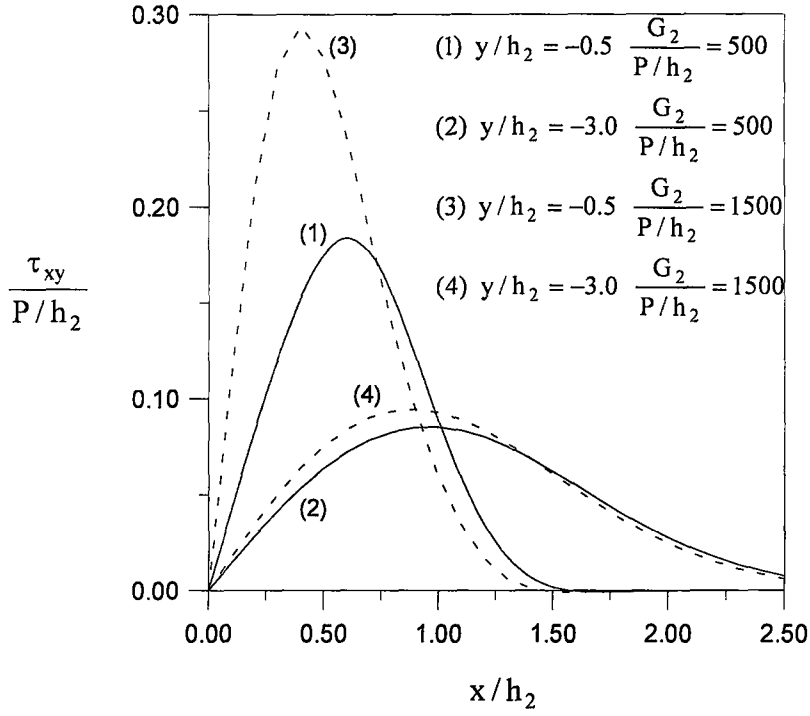 0.30
(3)
(1) y/h₂ = −0.5 G₂/P/h₂ = 500
(2) y/h₂ = −3.0 G₂/P/h₂ = 500
0.20
(3) y/h₂ = −0.5 G₂/P/h₂ = 1500
(1)
τxy
P/h₂
(4) y/h₂ = −3.0 G₂/P/h₂ = 1500
0.10
(4)
(2)
0.00
0.00 0.50 1.00 1.50 2.00 2.50
x/h₂